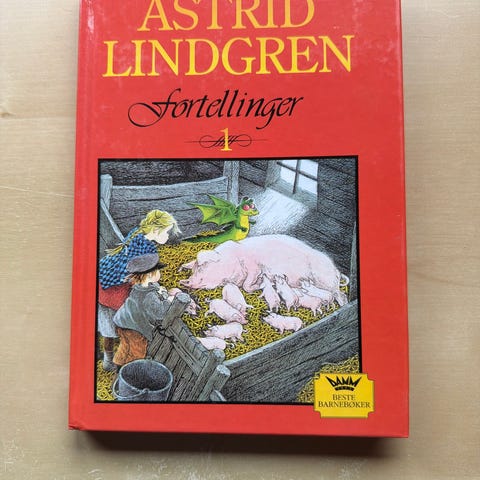 ASTRID
LINDGREN
fortellinger
1
DAMM
BESTE
BARNEBØKER